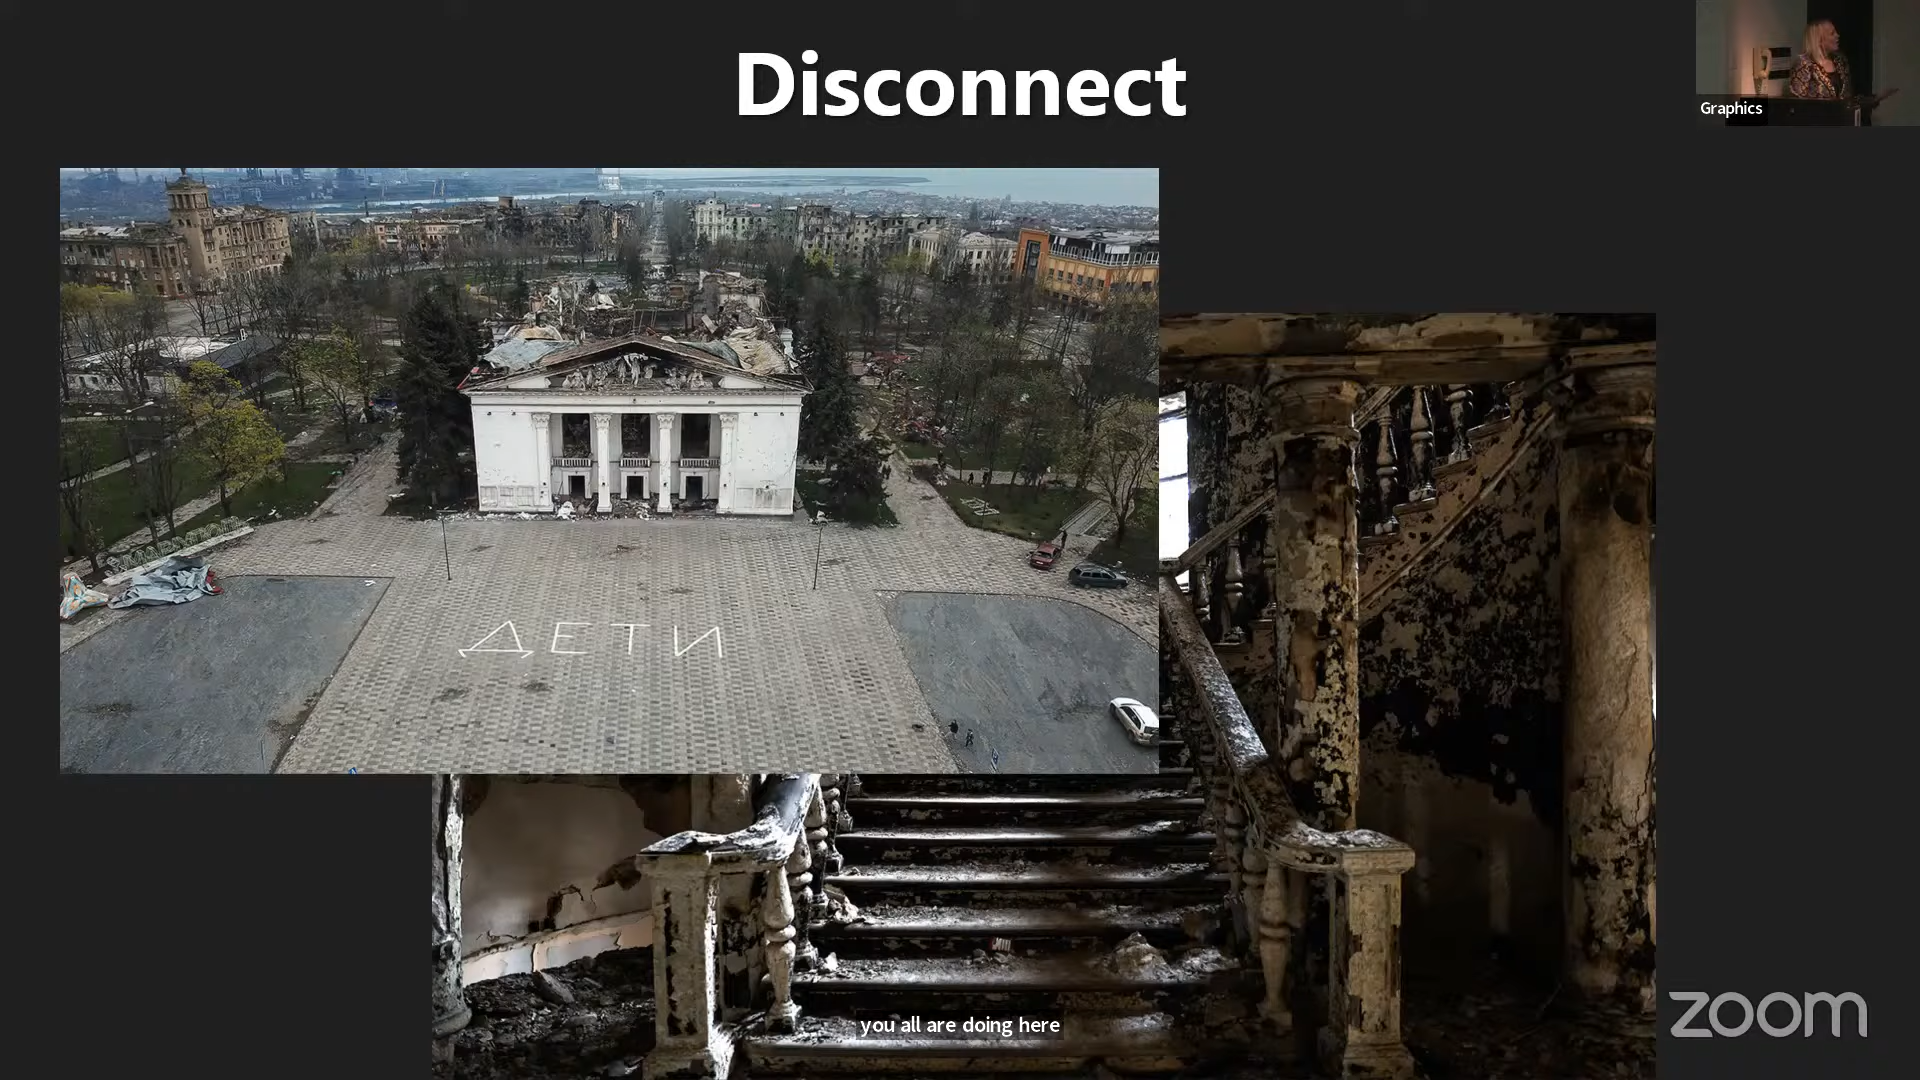 Disconnect
Graphics
ДЕТИ
you all are doing here
zoom